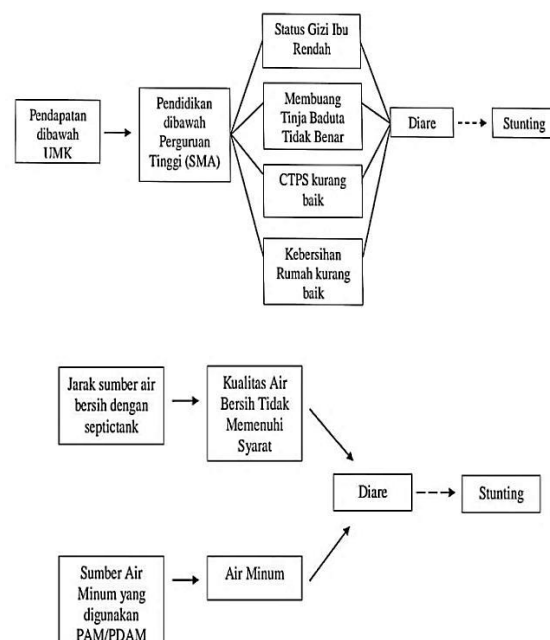 Status Gizi Ibu
Rendah
Pendapatan
dibawah
UMK
Pendidikan
dibawah
Perguruan
Tinggi (SMA)
Membuang
Tinja Baduta
Tidak Benar
Diare
Stunting
CTPS kurang
baik
Kebersihan
Rumah kurang
baik
Jarak sumber air
bersih dengan
septictank
Kualitas Air
Bersih Tidak
Memenuhi
Syarat
Diare
Stunting
Sumber Air
Minum yang
digunakan
PAM/PDAM
Air Minum